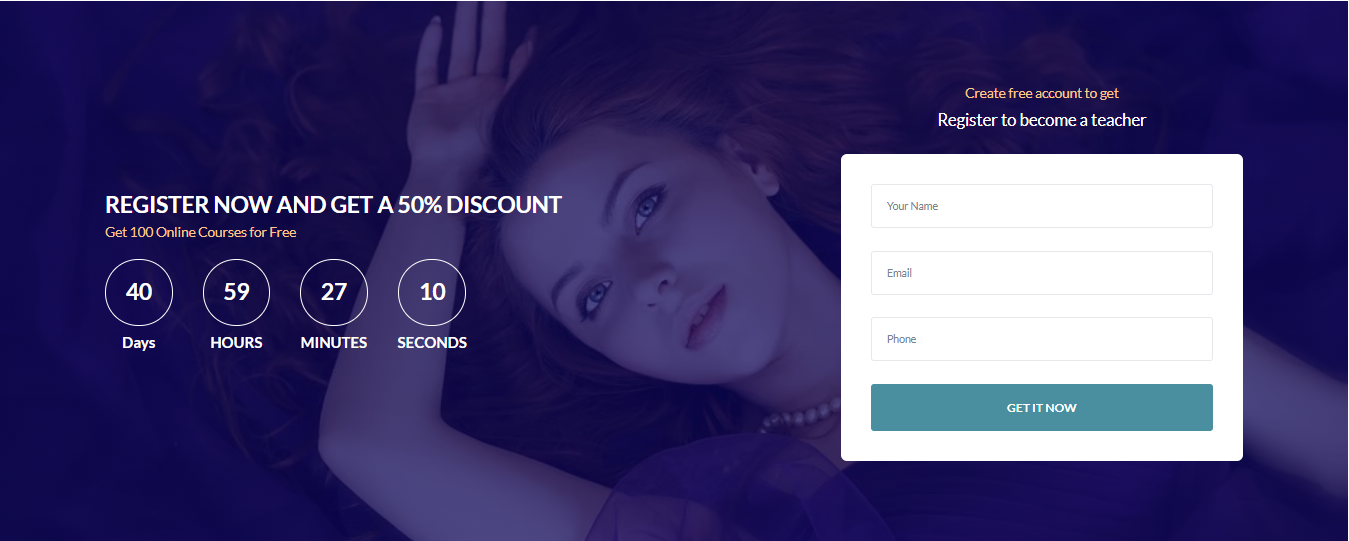 REGISTER NOW AND GET A 50% DISCOUNT
Get 100 Online Courses for Free
40 59 27 10
Days HOURS MINUTES SECONDS
Create free account to get
Register to become a teacher
Your Name
Email
Phone
GET IT NOW